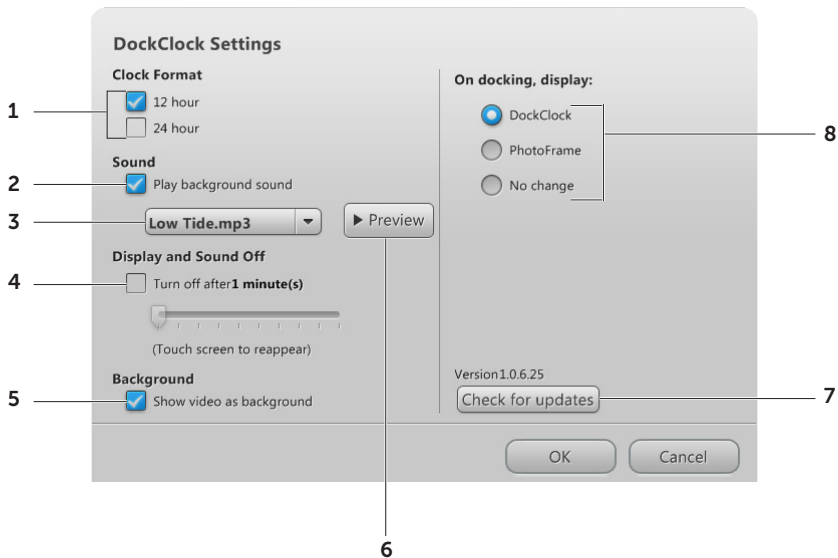 DockClock Settings
Clock Format
1
12 hour
24 hour
Sound
2
Play background sound
3
Low Tide.mp3
Preview
Display and Sound Off
4
Turn off after1 minute(s)
(Touch screen to reappear)
Background
5
Show video as background
On docking, display:
DockClock
8
PhotoFrame
No change
Version1.0.6.25
Check for updates
7
OK
Cancel
6